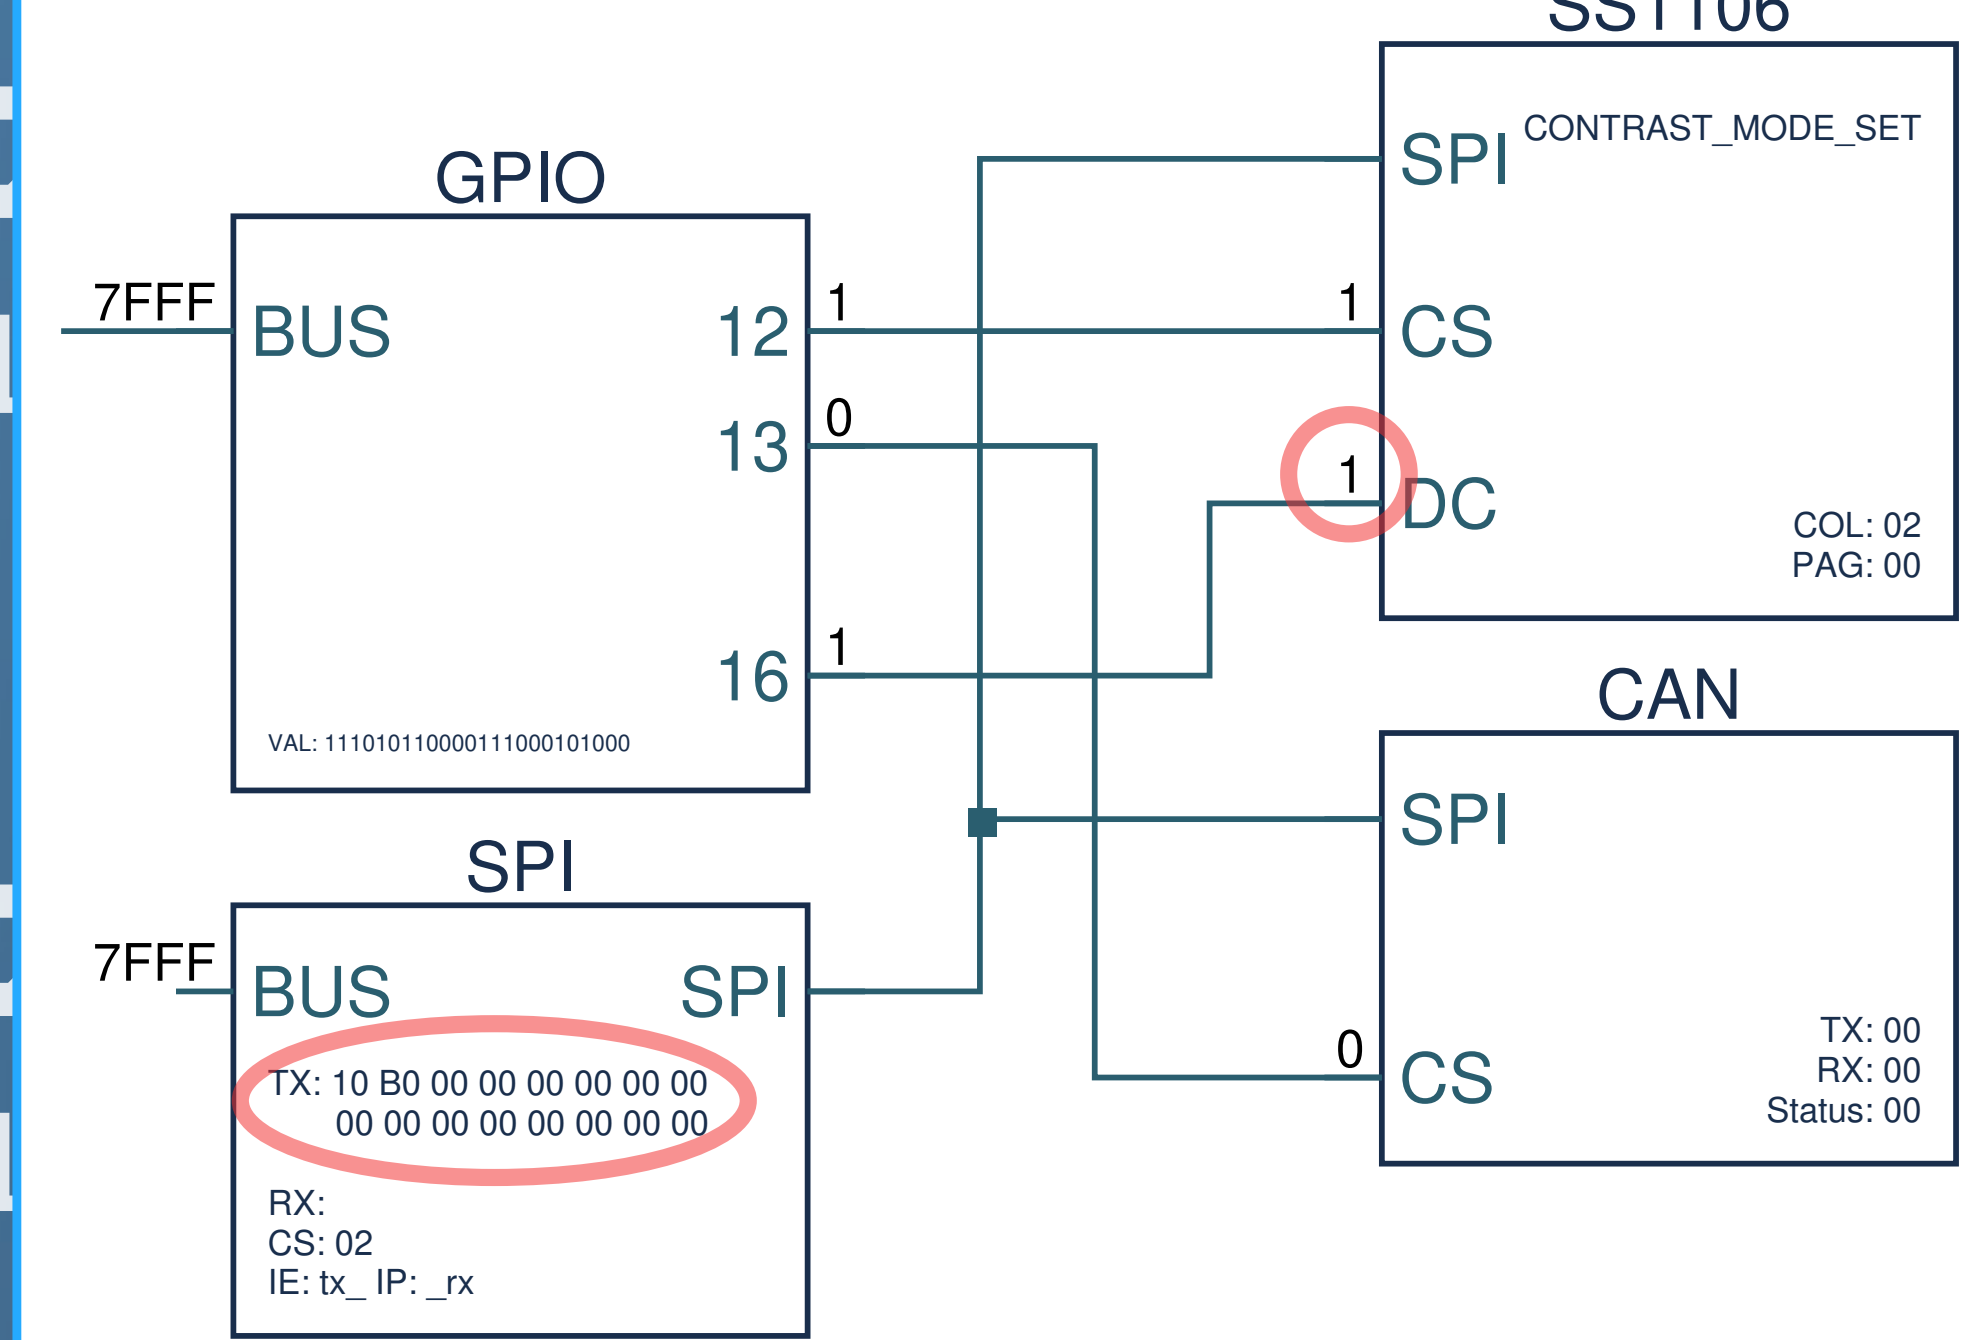 SS1106
SPI CONTRAST_MODE_SET
GPIO
7FFF
BUS
12
1
1
CS
13
0
1
DC
COL: 02
PAG: 00
16
1
VAL: 111010110000111000101000
CAN
SPI
SPI
7FFF
BUS
SPI
TX: 10 B0 00 00 00 00 00 00
00 00 00 00 00 00 00 00
RX:
CS: 02
IE: tx_ IP: _rx
0
CS
TX: 00
RX: 00
Status: 00